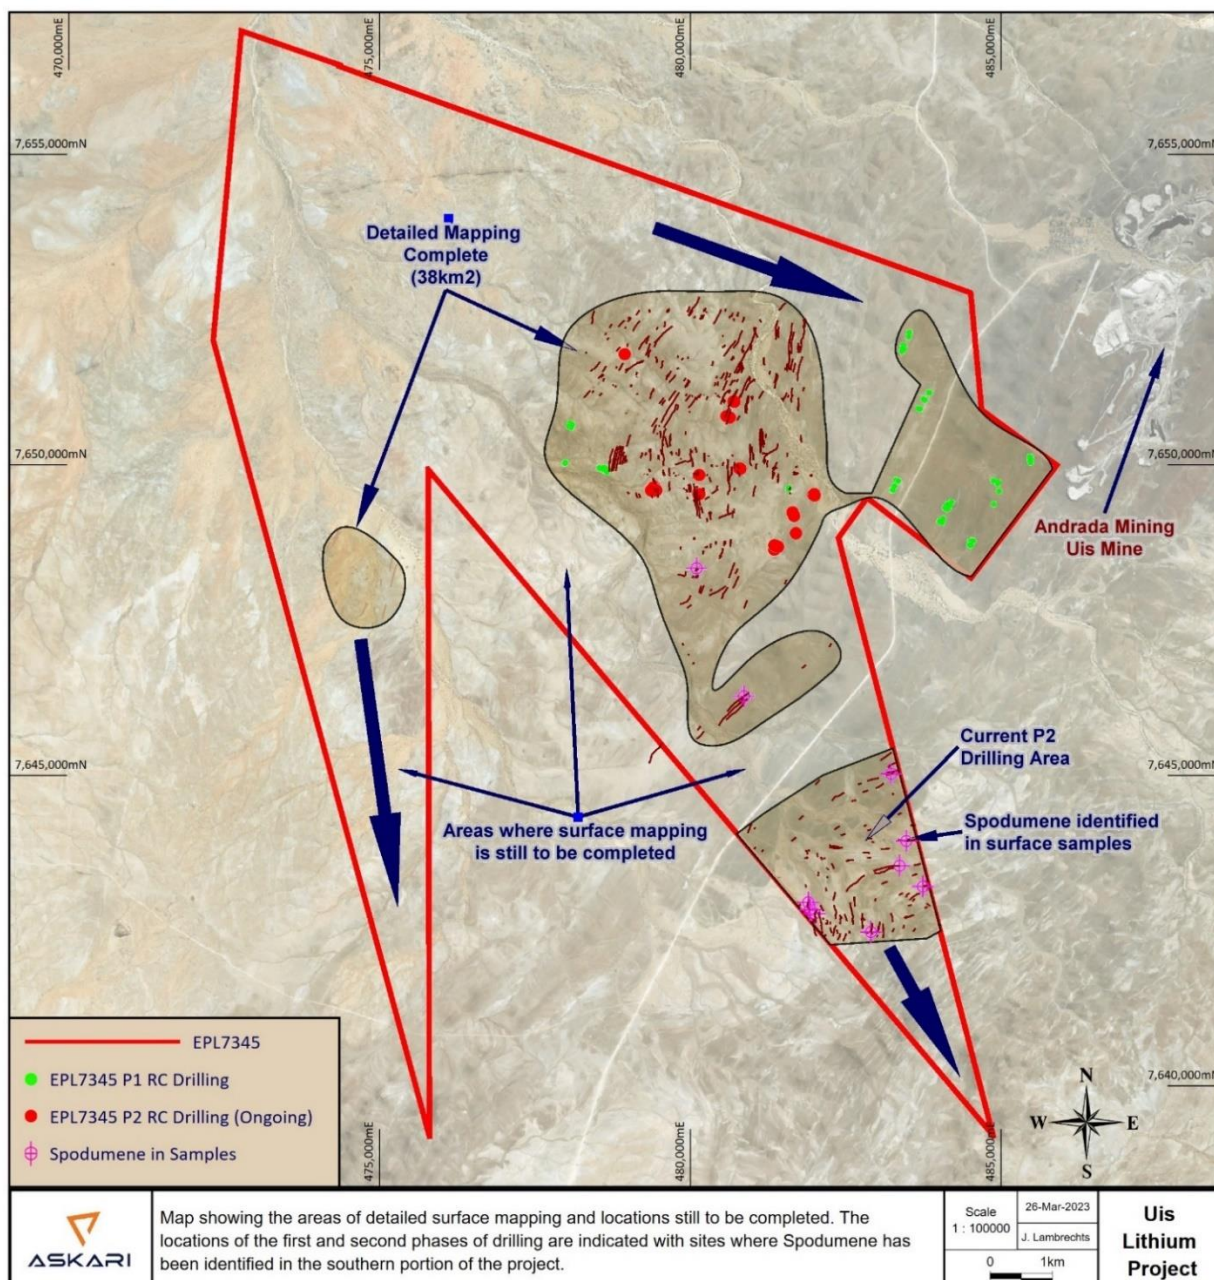 470,000mE
475,000mE
480,000mE
485,000mE
7,655,000mN
7,655,000mN
Detailed Mapping
Complete
(38km2)
7,650,000mN
7,650,000mN
Andrada Mining
Uis Mine
7,645,000mN
7,645,000mN
Current P2
Drilling Area
Areas where surface mapping
is still to be completed
Spodumene identified
in surface samples
7,640,000mN
EPL7345
EPL7345 P1 RC Drilling
EPL7345 P2 RC Drilling (Ongoing)
Spodumene in Samples
475,000mE
480,000mE
485,000mE
N
W
E
S
ASKARI
Map showing the areas of detailed surface mapping and locations still to be completed. The
locations of the first and second phases of drilling are indicated with sites where Spodumene has
been identified in the southern portion of the project.
Scale
1 : 100000
26-Mar-2023
J. Lambrechts
0 1km
Uis
Lithium
Project